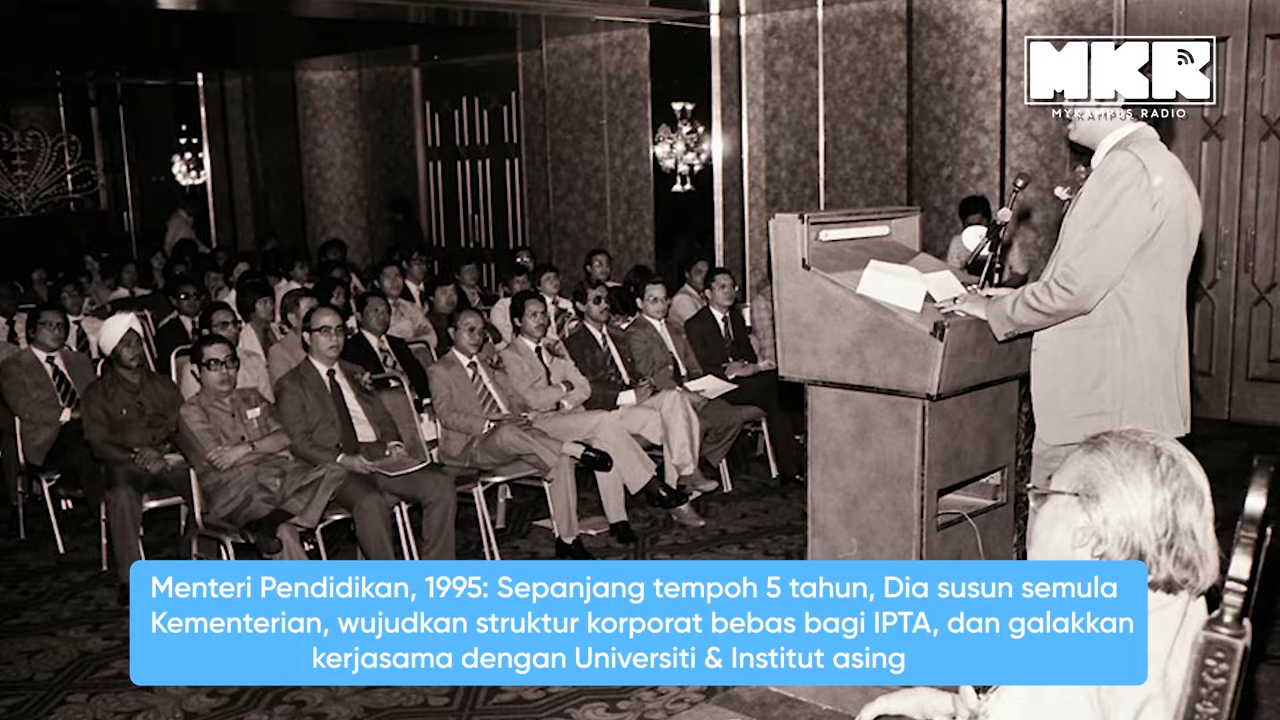 MKR
MYKAMPUS RADIO
Menteri Pendidikan, 1995: Sepanjang tempoh 5 tahun, Dia susun semula
Kementerian, wujudkan struktur korporat bebas bagi IPTA, dan galakkan
kerjasama dengan Universiti & Institut asing